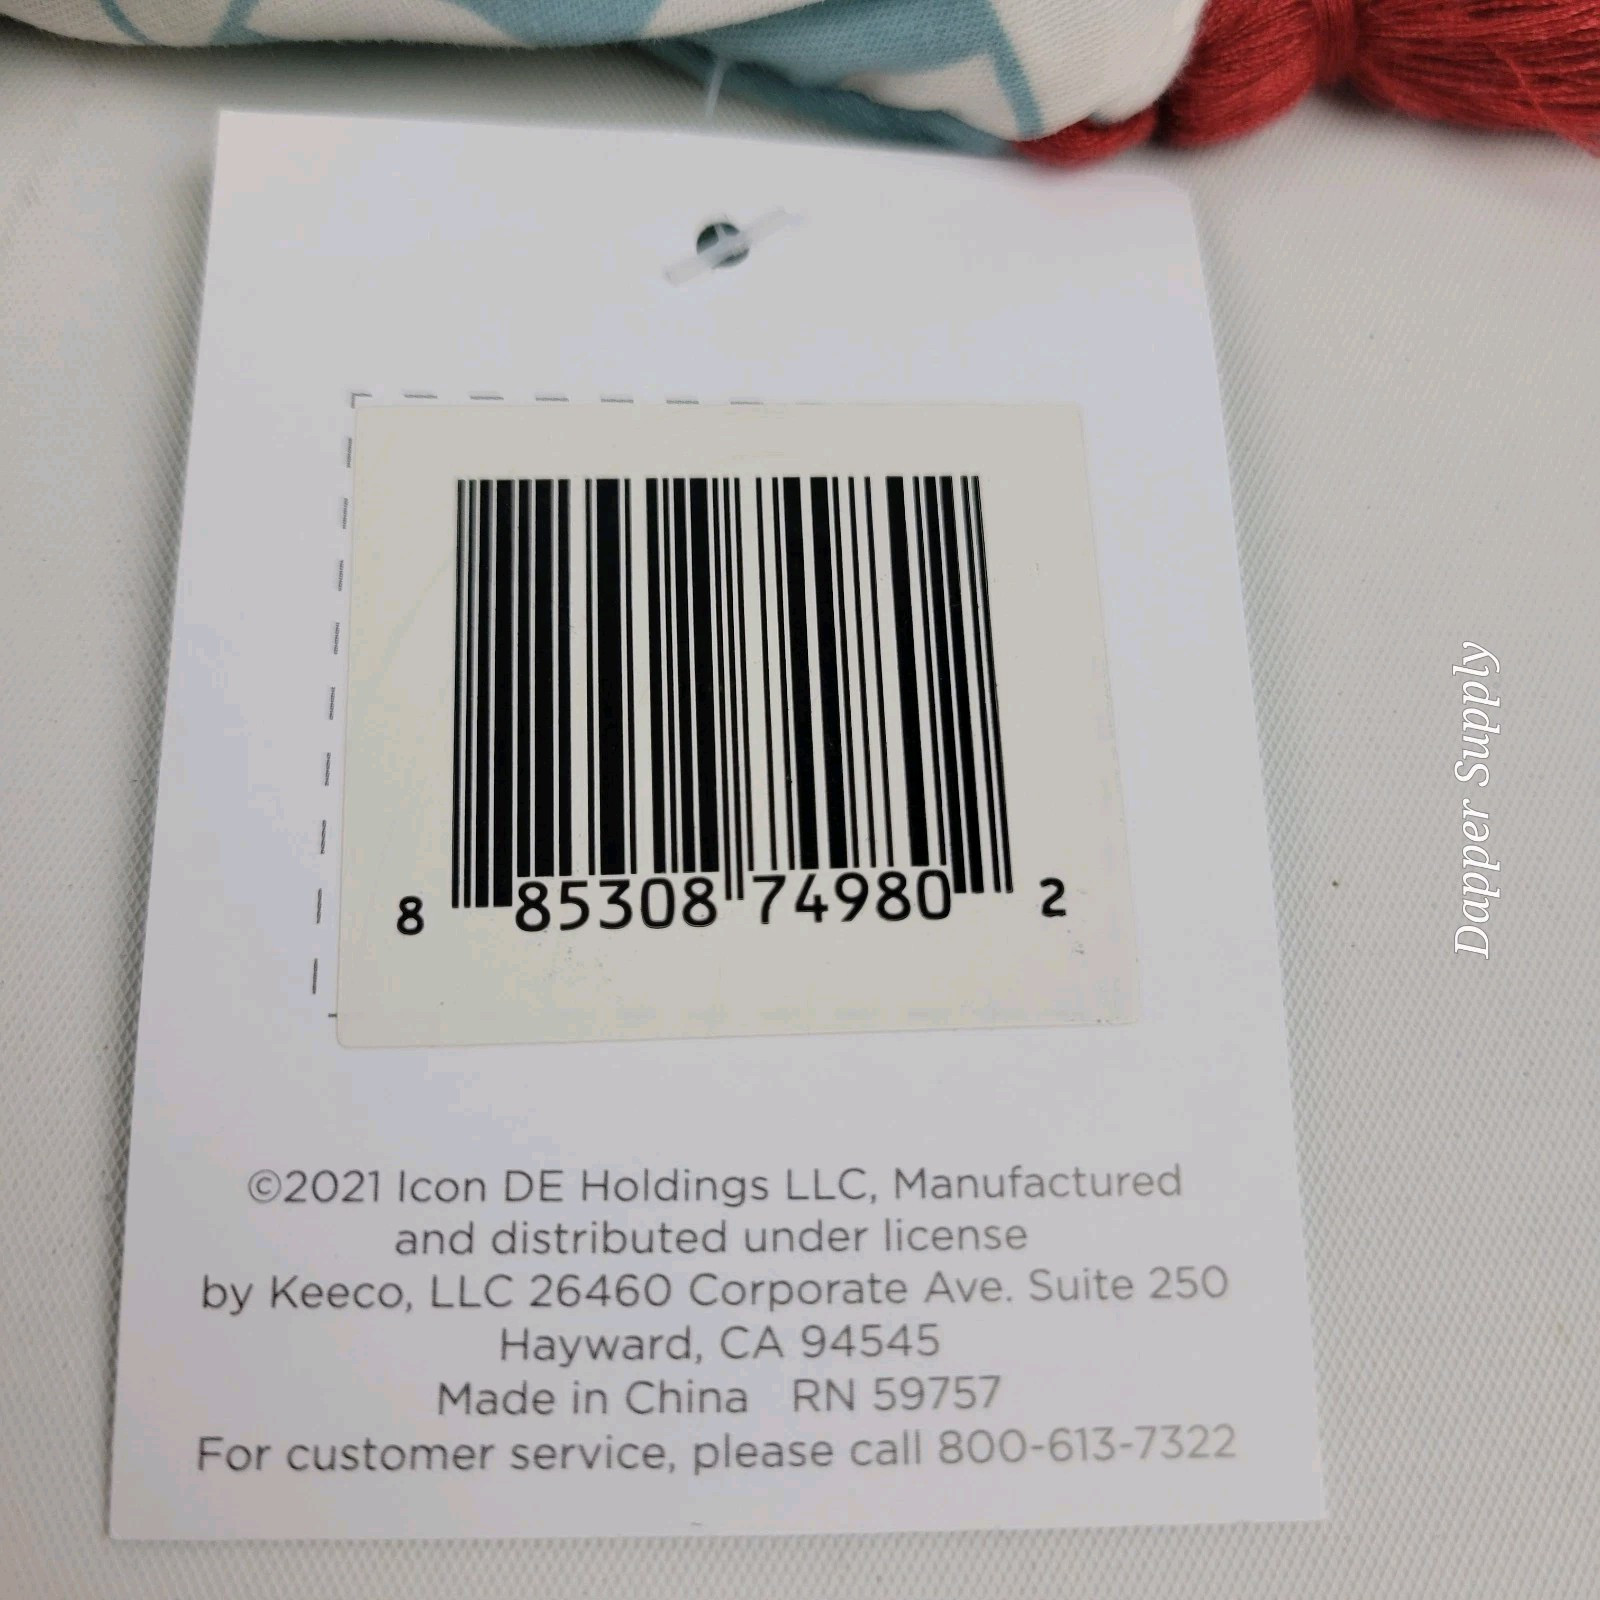 8 85308 74980 2
©2021 Icon DE Holdings LLC, Manufactured
and distributed under license
by Keeco, LLC 26460 Corporate Ave. Suite 250
Hayward, CA 94545
Made in China RN 59757
For customer service, please call 800-613-7322
Dapper Supply